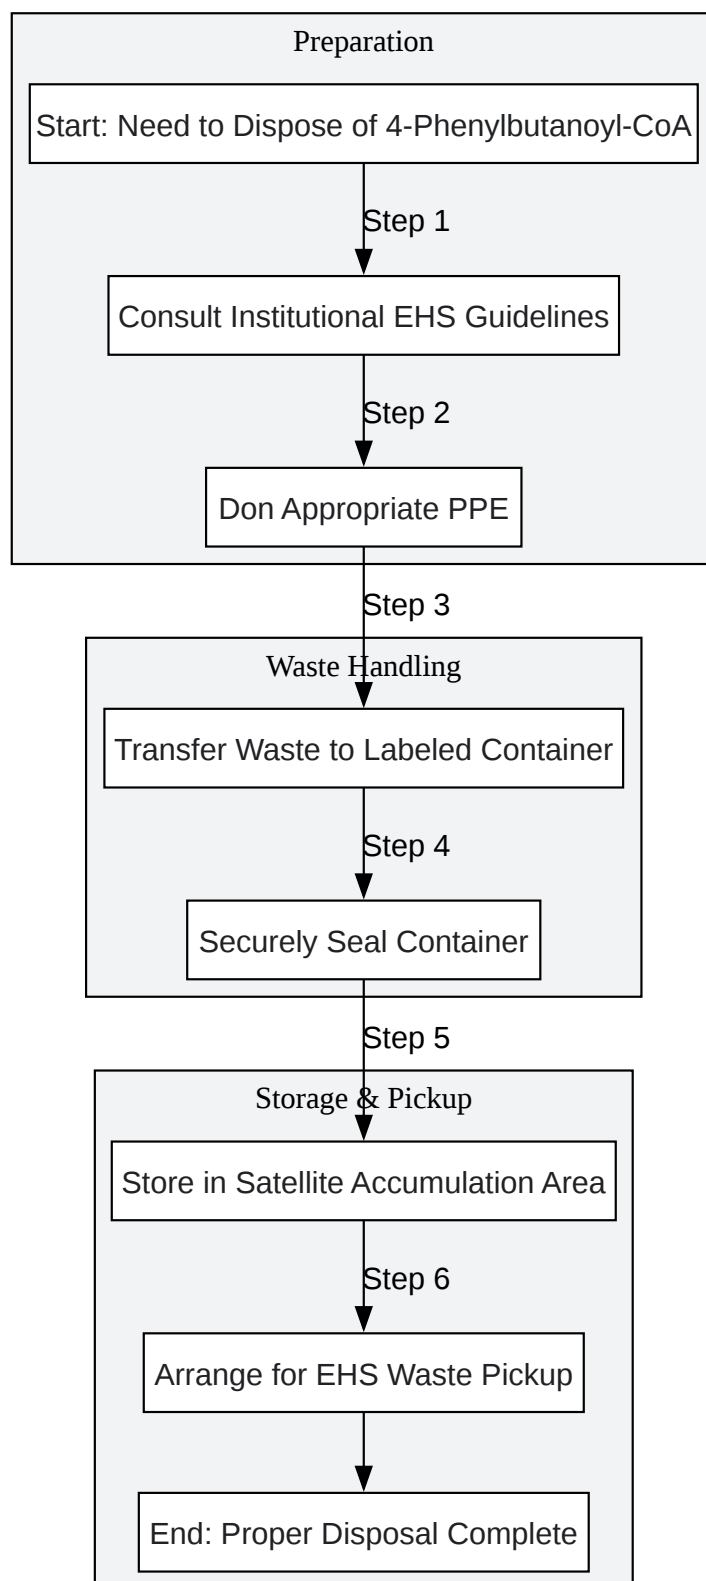 Preparation
Start: Need to Dispose of 4-Phenylbutanoyl-CoA
Step 1
Consult Institutional EHS Guidelines
Step 2
Don Appropriate PPE
Step 3
Waste Handling
Transfer Waste to Labeled Container
Step 4
Securely Seal Container
Step 5
Storage & Pickup
Store in Satellite Accumulation Area
Step 6
Arrange for EHS Waste Pickup
End: Proper Disposal Complete